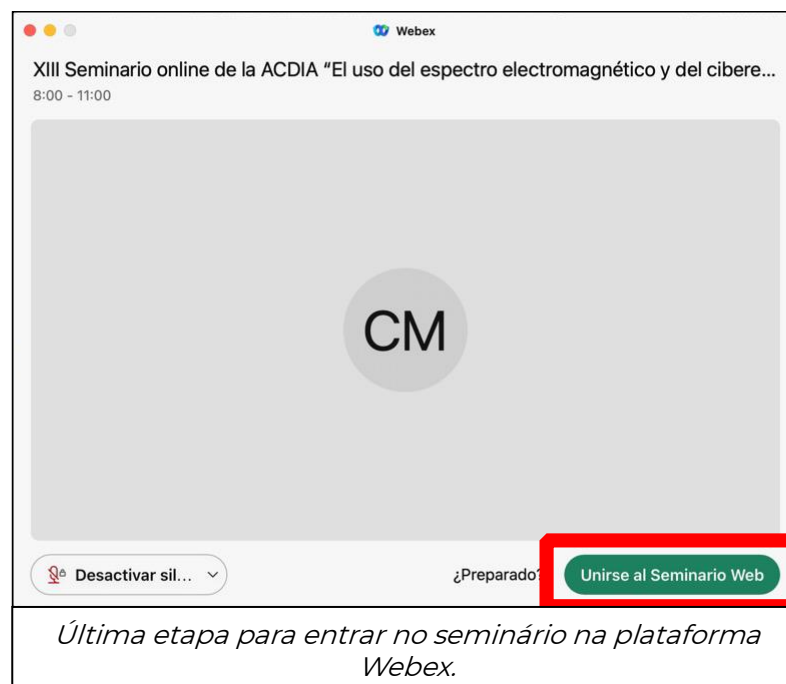 Webex
XIII Seminario online de la ACDIA “El uso del espectro electromagnético y del cibere...
8:00 - 11:00
CM
Desactivar sil...
¿Preparado?
Unirse al Seminario Web
Última etapa para entrar no seminário na plataforma
Webex.